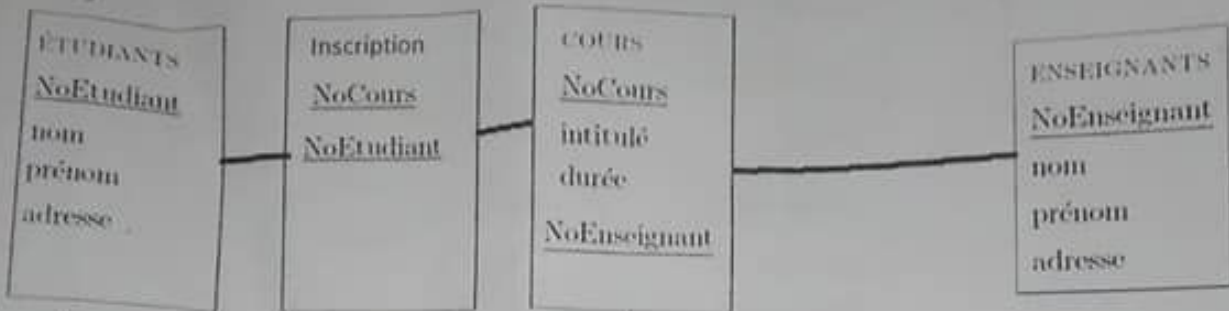 ÉTUDIANTS
NoEtudiant
nom
prénom
adresse
Inscription
NoCours
NoEtudiant
COURS
NoCours
intitulé
durée
NoEnseignant
ENSEIGNANTS
NoEnseignant
nom
prénom
adresse